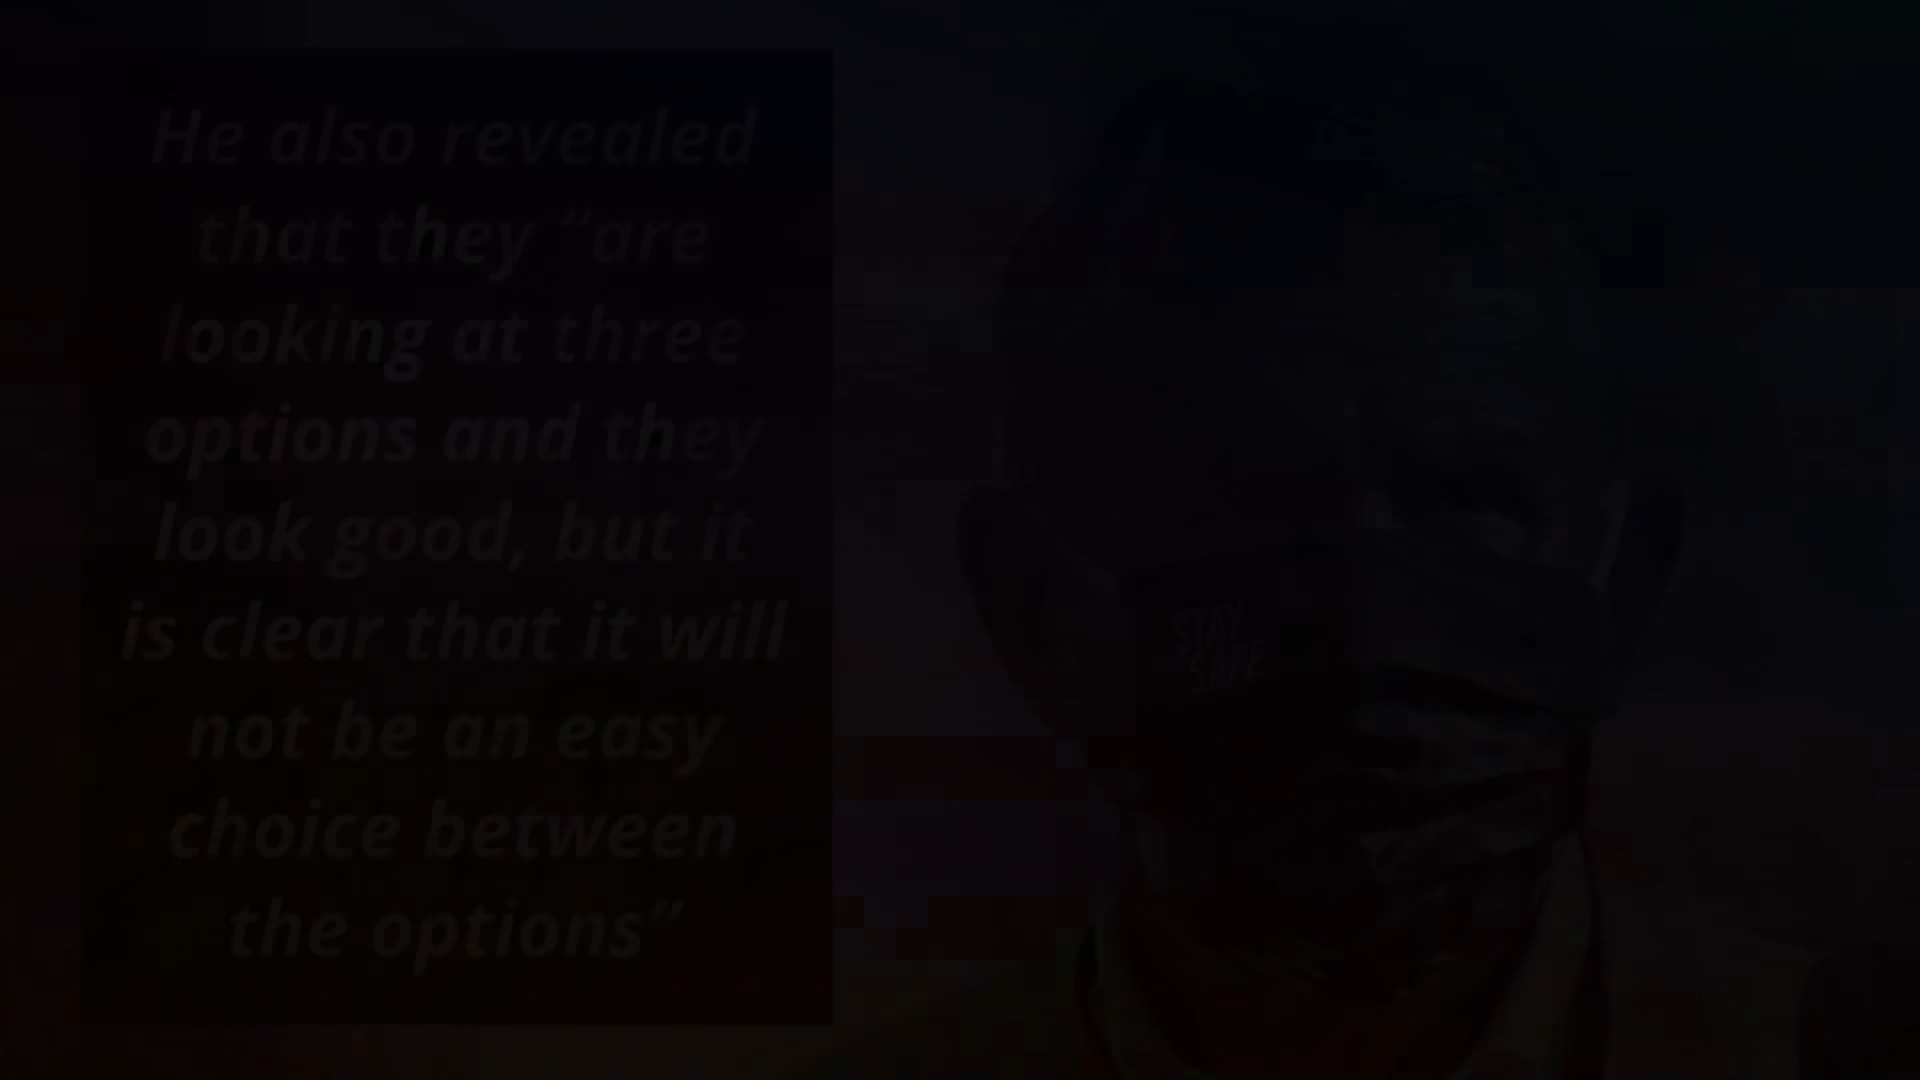 He also revealed
that they “are
looking at three
options and they
look good, but it
is clear that it will
not be an easy
choice between
the options”
STAY
SAFE